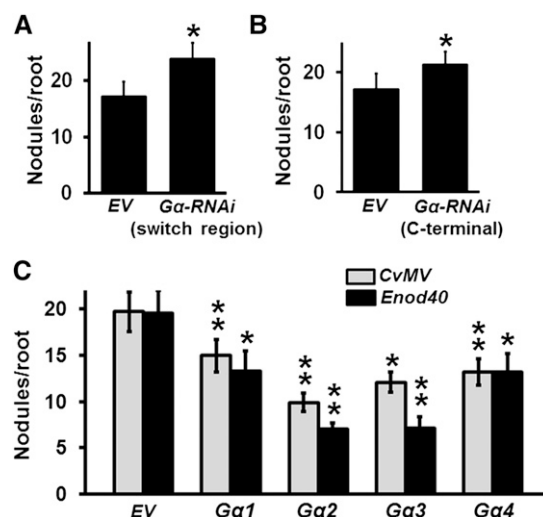 A
Nodules/root
20
10
0
*
EV
Gα-RNAi
(switch region)
B
Nodules/root
20
10
0
*
EV
Gα-RNAi
(C-terminal)
C
Nodules/root
20
15
10
5
0
CvMV
Enod40
** * ** ** * ** ** *
EV Gα1 Gα2 Gα3 Gα4